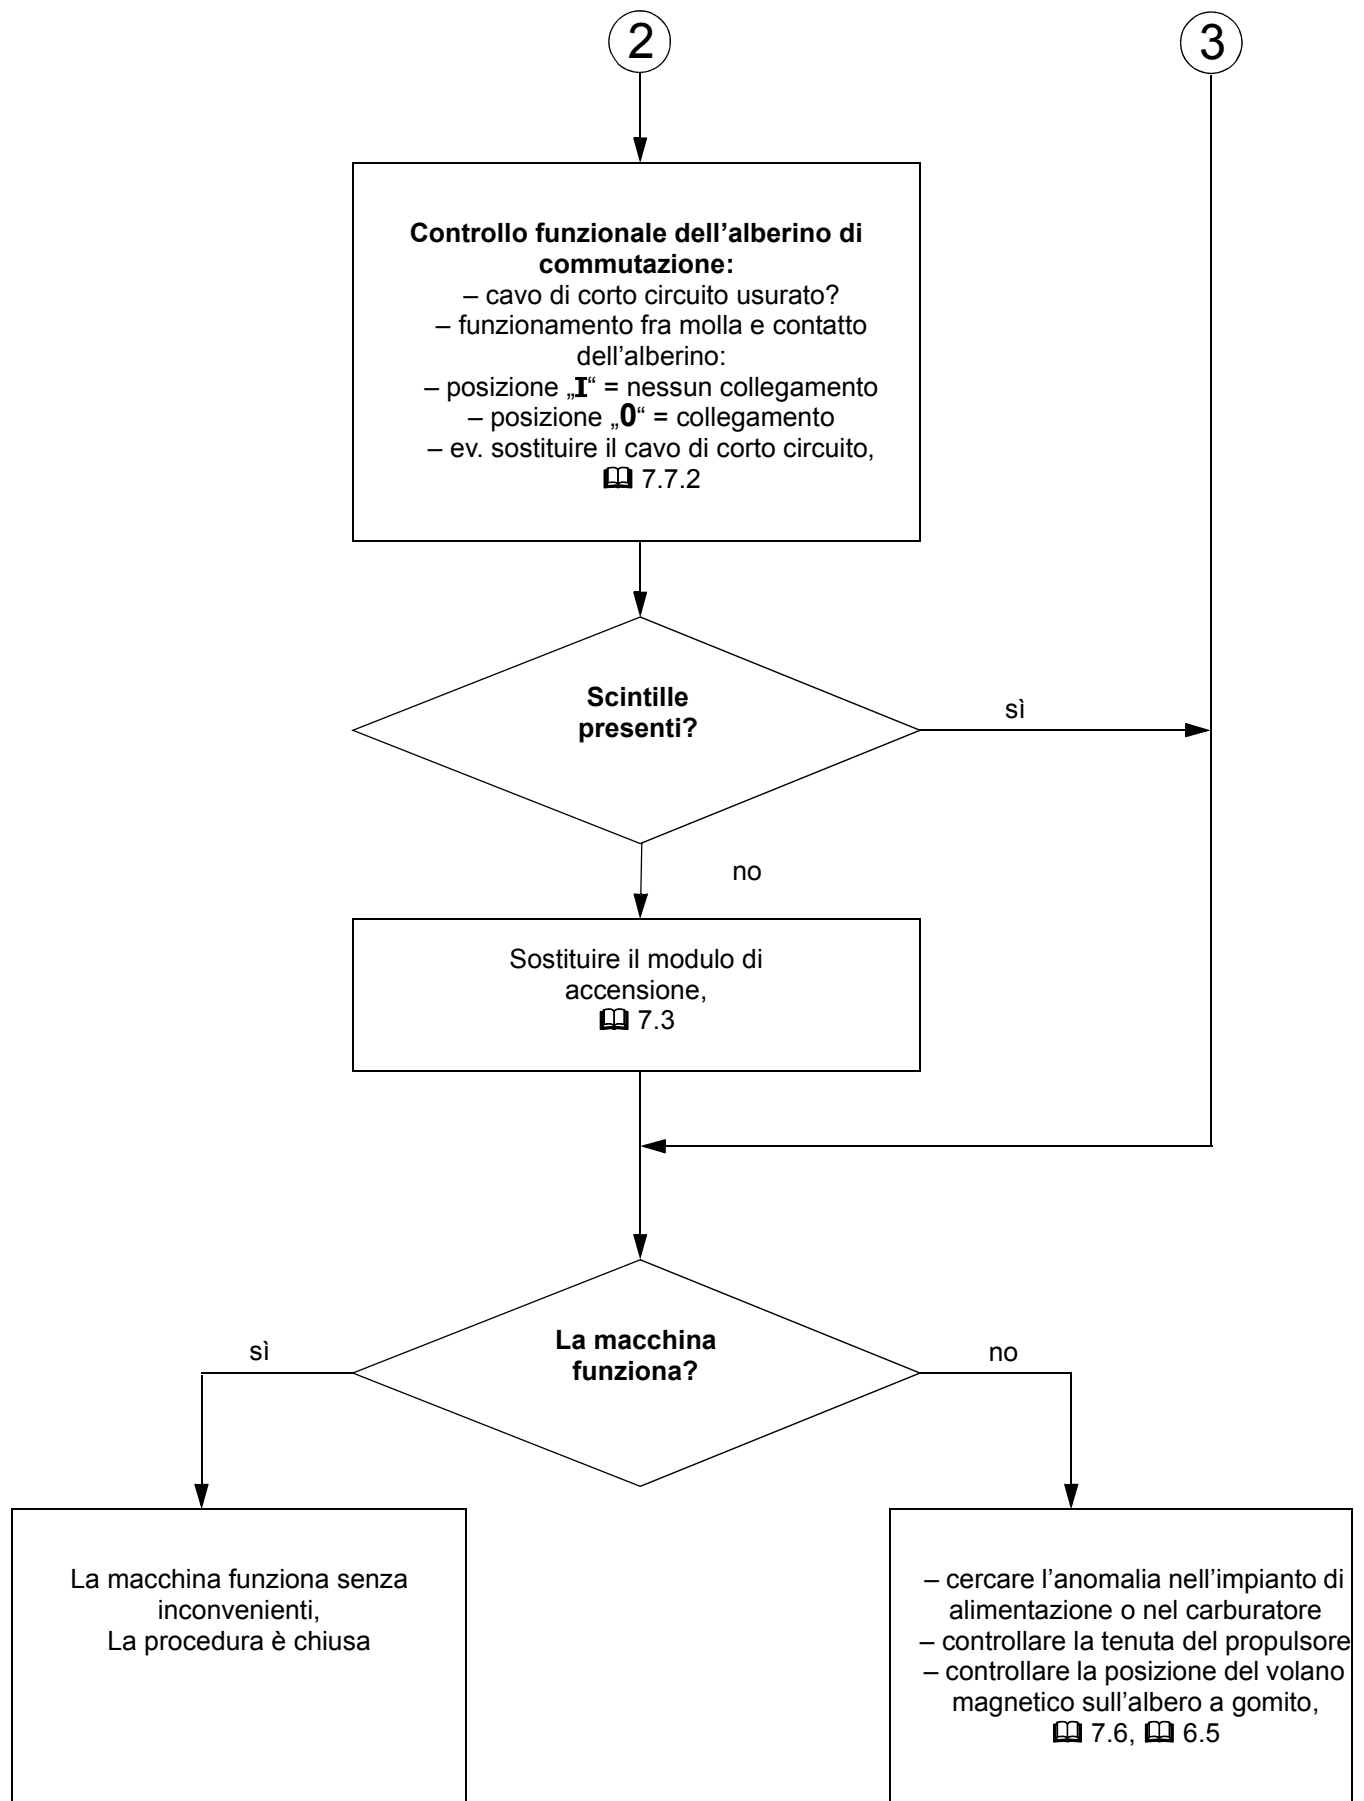 2
3
Controllo funzionale dell’alberino di
commutazione:
– cavo di corto circuito usurato?
– funzionamento fra molla e contatto
dell’alberino:
– posizione „I“ = nessun collegamento
– posizione „0“ = collegamento
– ev. sostituire il cavo di corto circuito,
🕮 7.7.2
Scintille
presenti?
sì
no
Sostituire il modulo di
accensione,
🕮 7.3
La macchina
funziona?
sì
no
La macchina funziona senza
inconvenienti,
La procedura è chiusa
– cercare l’anomalia nell’impianto di
alimentazione o nel carburatore
– controllare la tenuta del propulsore
– controllare la posizione del volano
magnetico sull’albero a gomito,
🕮 7.6, 🕮 6.5